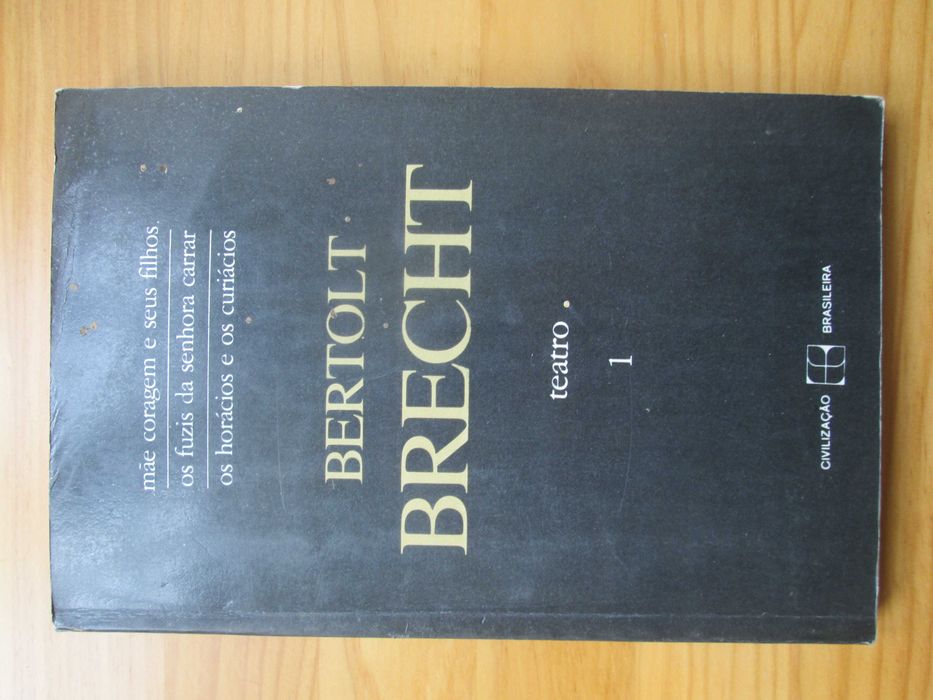 mãe coragem e seus filhos
os fuzis da senhora carrar
os horácios e os curiácios
BERTOLT
BRECHT
teatro
1
CIVILIZAÇÃO BRASILEIRA